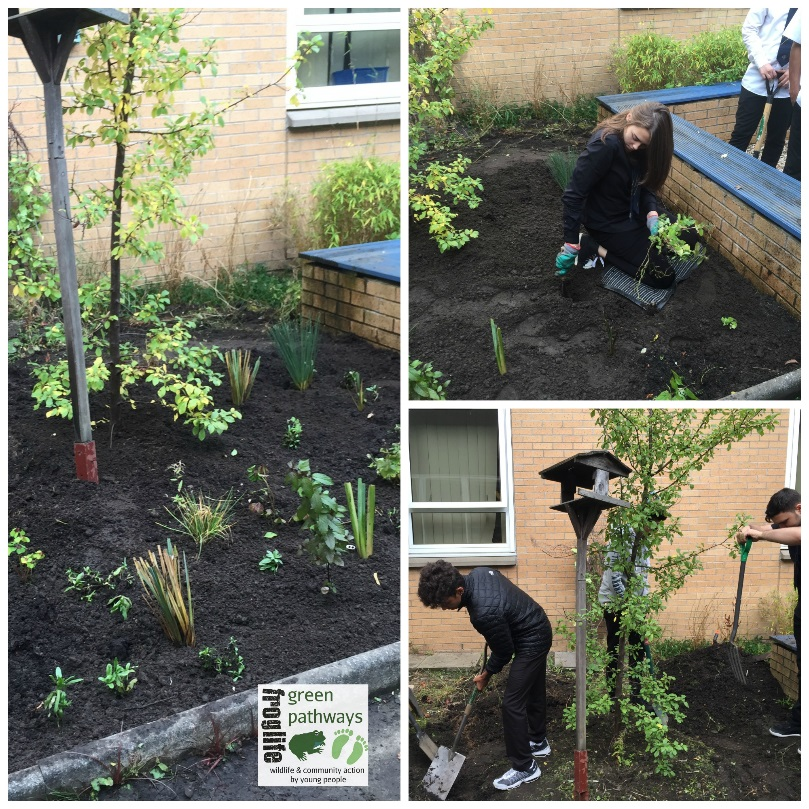 froglife
green
pathways
wildlife & community action
by young people